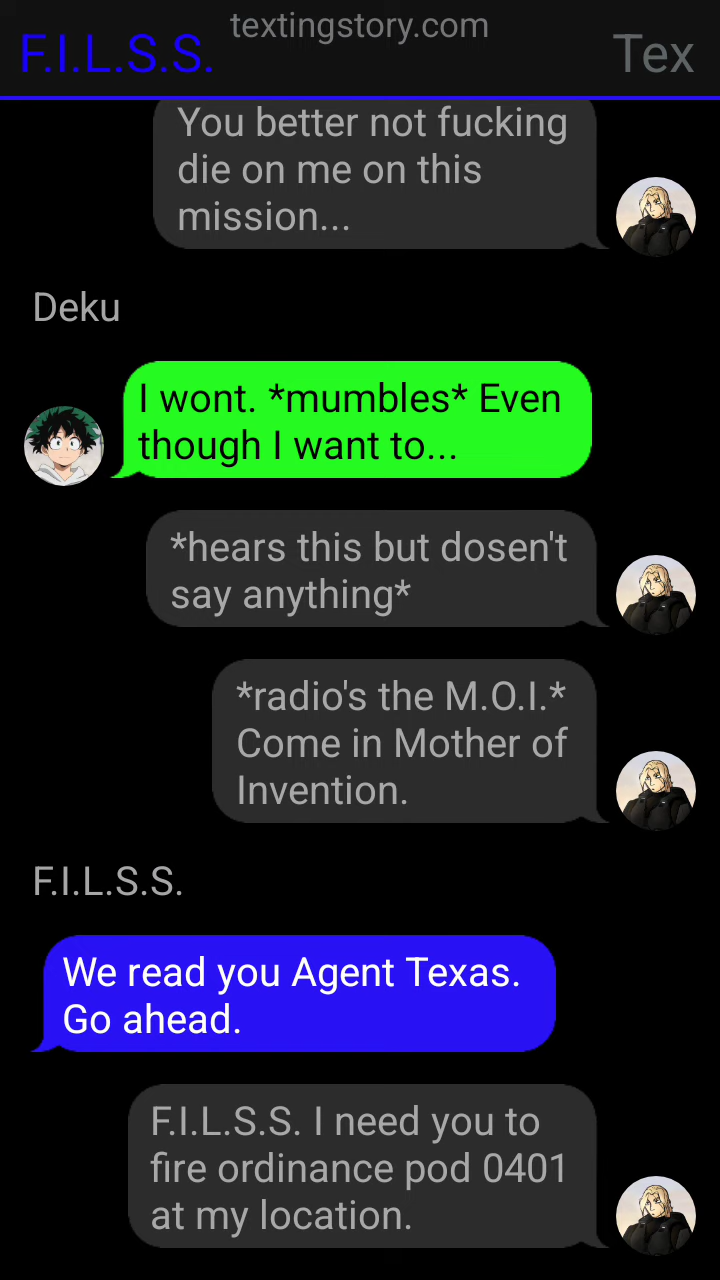 textingstory.com
F.I.L.S.S.
Tex
You better not fucking
die on me on this
mission...
Deku
I wont. *mumbles* Even
though I want to...
*hears this but dosen't
say anything*
*radio's the M.O.I.*
Come in Mother of
Invention.
F.I.L.S.S.
We read you Agent Texas.
Go ahead.
F.I.L.S.S. I need you to
fire ordinance pod 0401
at my location.